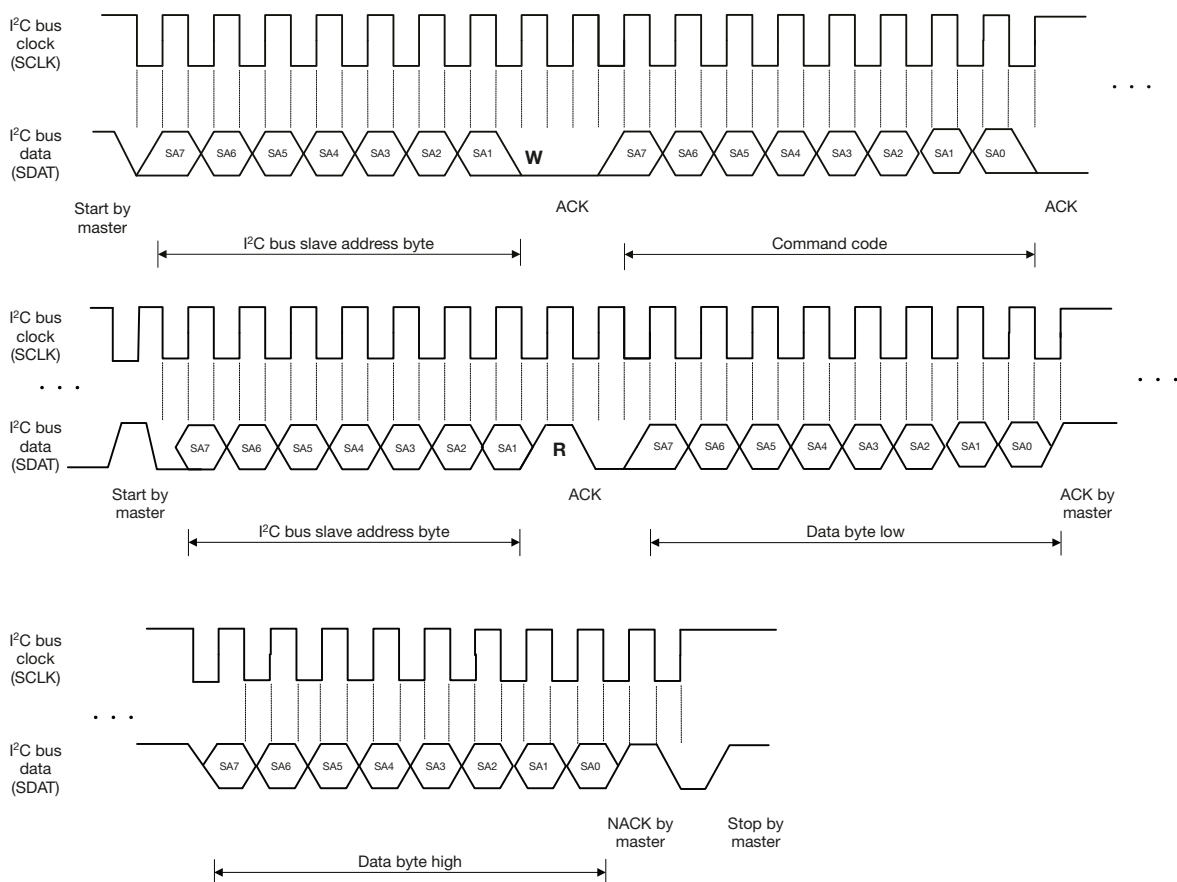 I²C bus
clock
(SCLK)
. . .
I²C bus
data
(SDAT)
SA7 SA6 SA5 SA4 SA3 SA2 SA1 W SA7 SA6 SA5 SA4 SA3 SA2 SA1 SA0
Start by
master
ACK
ACK
I²C bus slave address byte
Command code
I²C bus
clock
(SCLK)
. . .
. . .
I²C bus
data
(SDAT)
SA7 SA6 SA5 SA4 SA3 SA2 SA1 R SA7 SA6 SA5 SA4 SA3 SA2 SA1 SA0
Start by
master
ACK
ACK by
master
I²C bus slave address byte
Data byte low
I²C bus
clock
(SCLK)
. . .
I²C bus
data
(SDAT)
SA7 SA6 SA5 SA4 SA3 SA2 SA1 SA0
NACK by
master
Stop by
master
Data byte high